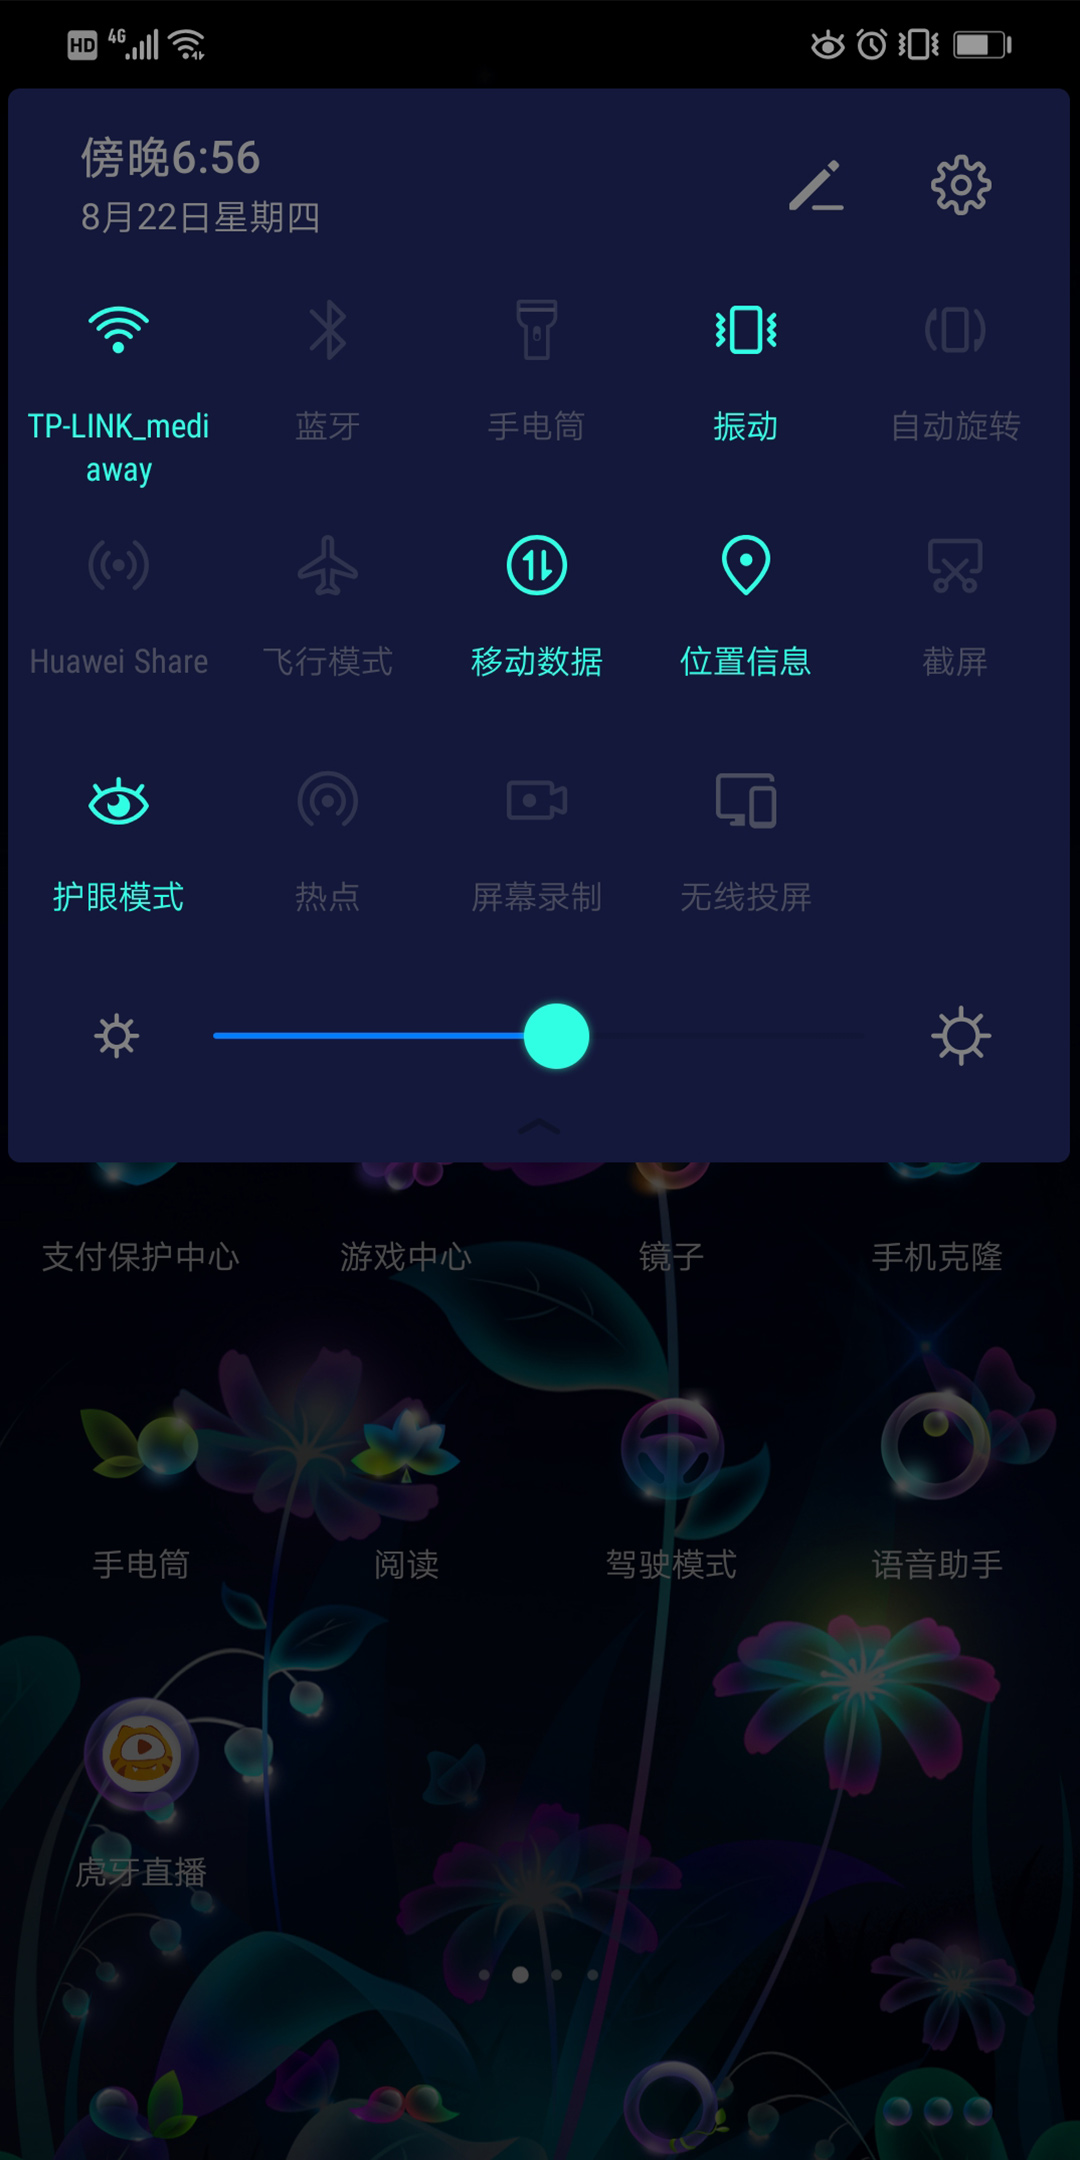 HD 4G
傍晚6:56
8月22日星期四
TP-LINK_medi
away
蓝牙
手电筒
振动
自动旋转
Huawei Share
飞行模式
移动数据
位置信息
截屏
护眼模式
热点
屏幕录制
无线投屏
支付保护中心
游戏中心
镜子
手机克隆
手电筒
阅读
驾驶模式
语音助手
虎牙直播